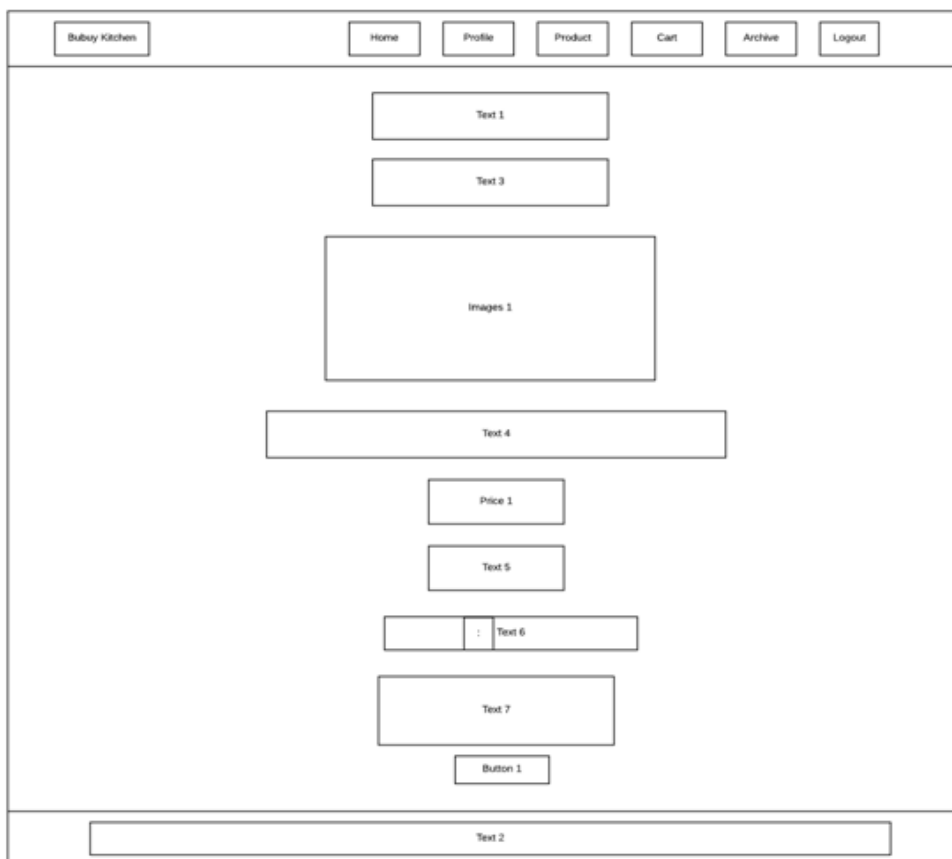 Bubuy Kitchen Home Profile Product Cart Archive Logout
Text 1
Text 3
Images 1
Text 4
Price 1
Text 5
: Text 6
Text 7
Button 1
Text 2